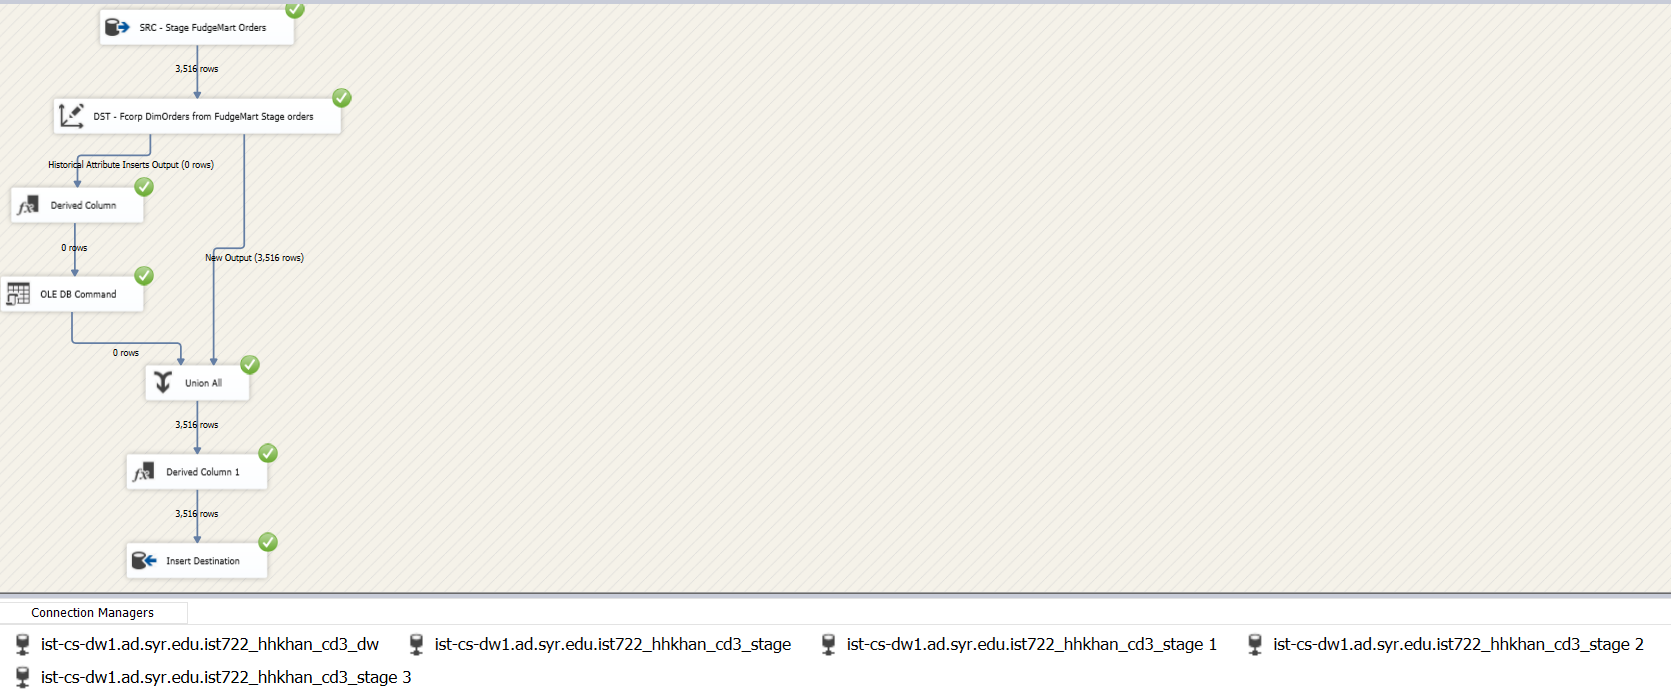 SRC - Stage FudgeMart Orders
3,516 rows
DST - Fcorp DimOrders from FudgeMart Stage orders
Historical Attribute Inserts Output (0 rows)
Derived Column
0 rows
New Output (3,516 rows)
OLE DB Command
0 rows
Union All
3,516 rows
Derived Column 1
3,516 rows
Insert Destination
Connection Managers
ist-cs-dw1.ad.syr.edu.ist722_hhkhan_cd3_dw
ist-cs-dw1.ad.syr.edu.ist722_hhkhan_cd3_stage
ist-cs-dw1.ad.syr.edu.ist722_hhkhan_cd3_stage 1
ist-cs-dw1.ad.syr.edu.ist722_hhkhan_cd3_stage 2
ist-cs-dw1.ad.syr.edu.ist722_hhkhan_cd3_stage 3